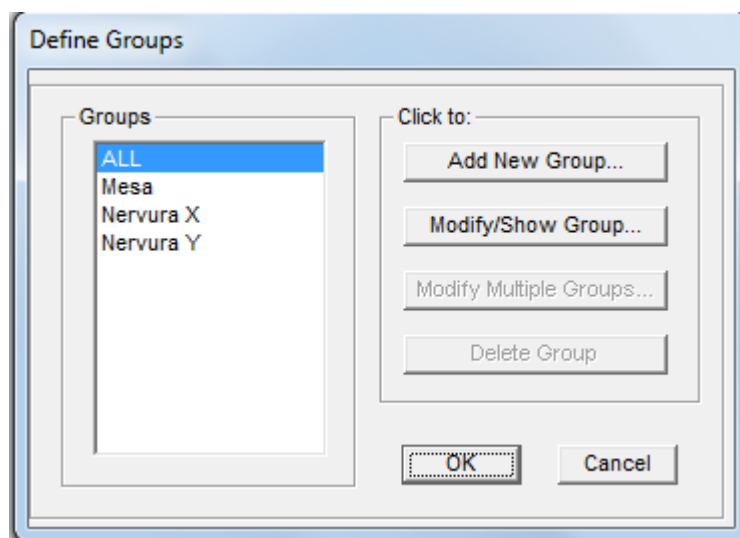 Define Groups
Groups
ALL
Mesa
Nervura X
Nervura Y
Click to:
Add New Group...
Modify/Show Group...
Modify Multiple Groups...
Delete Group
OK
Cancel